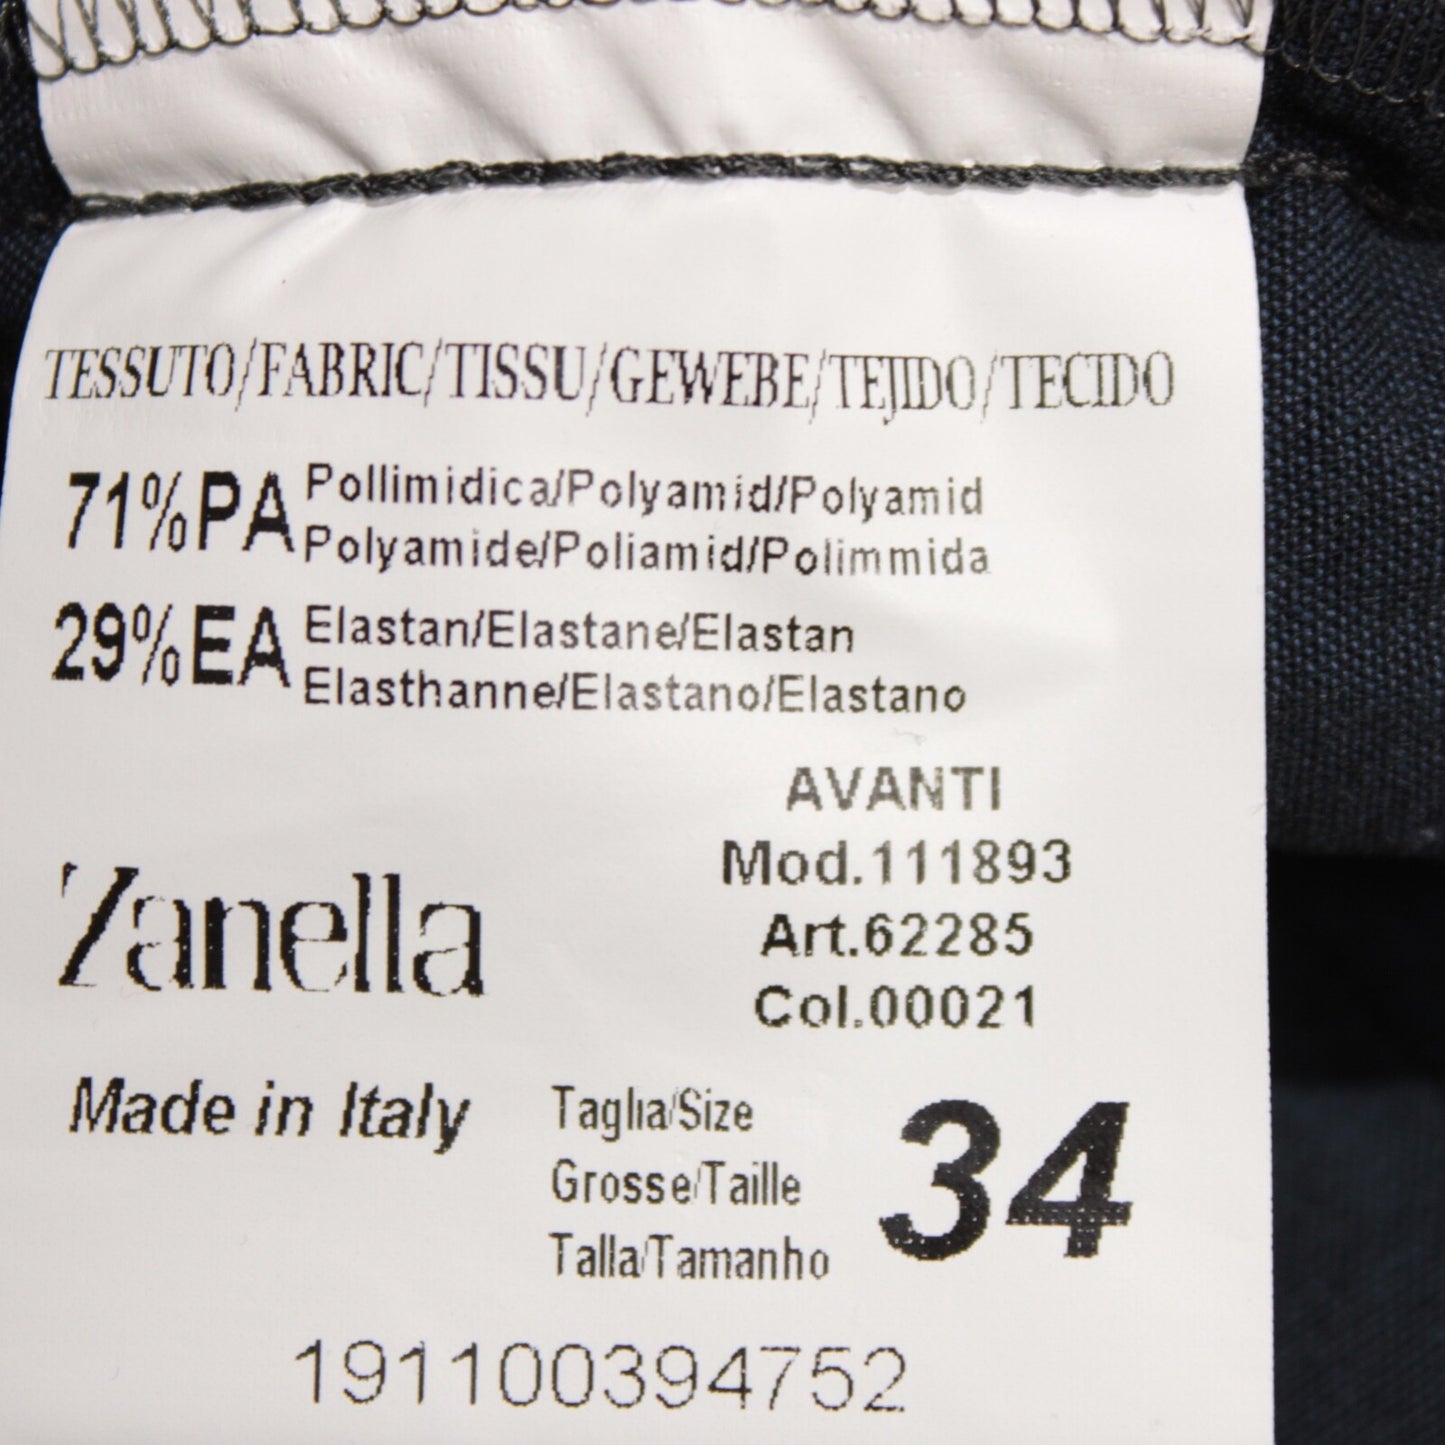 TESSUTO/FABRIC/TISSU/GEWEBE/TEJIDO/TECIDO
71%PA Pollimidica/Polyamid/Polyamid
Polyamide/Poliamid/Polimmida
29%EA Elastan/Elastane/Elastan
Elasthanne/Elastano/Elastano
AVANTI
Mod.111893
Art.62285
Col.00021
Zanella
Made in Italy
Taglia/Size
Grosse/Taille
Talla/Tamanho
34
191100394752